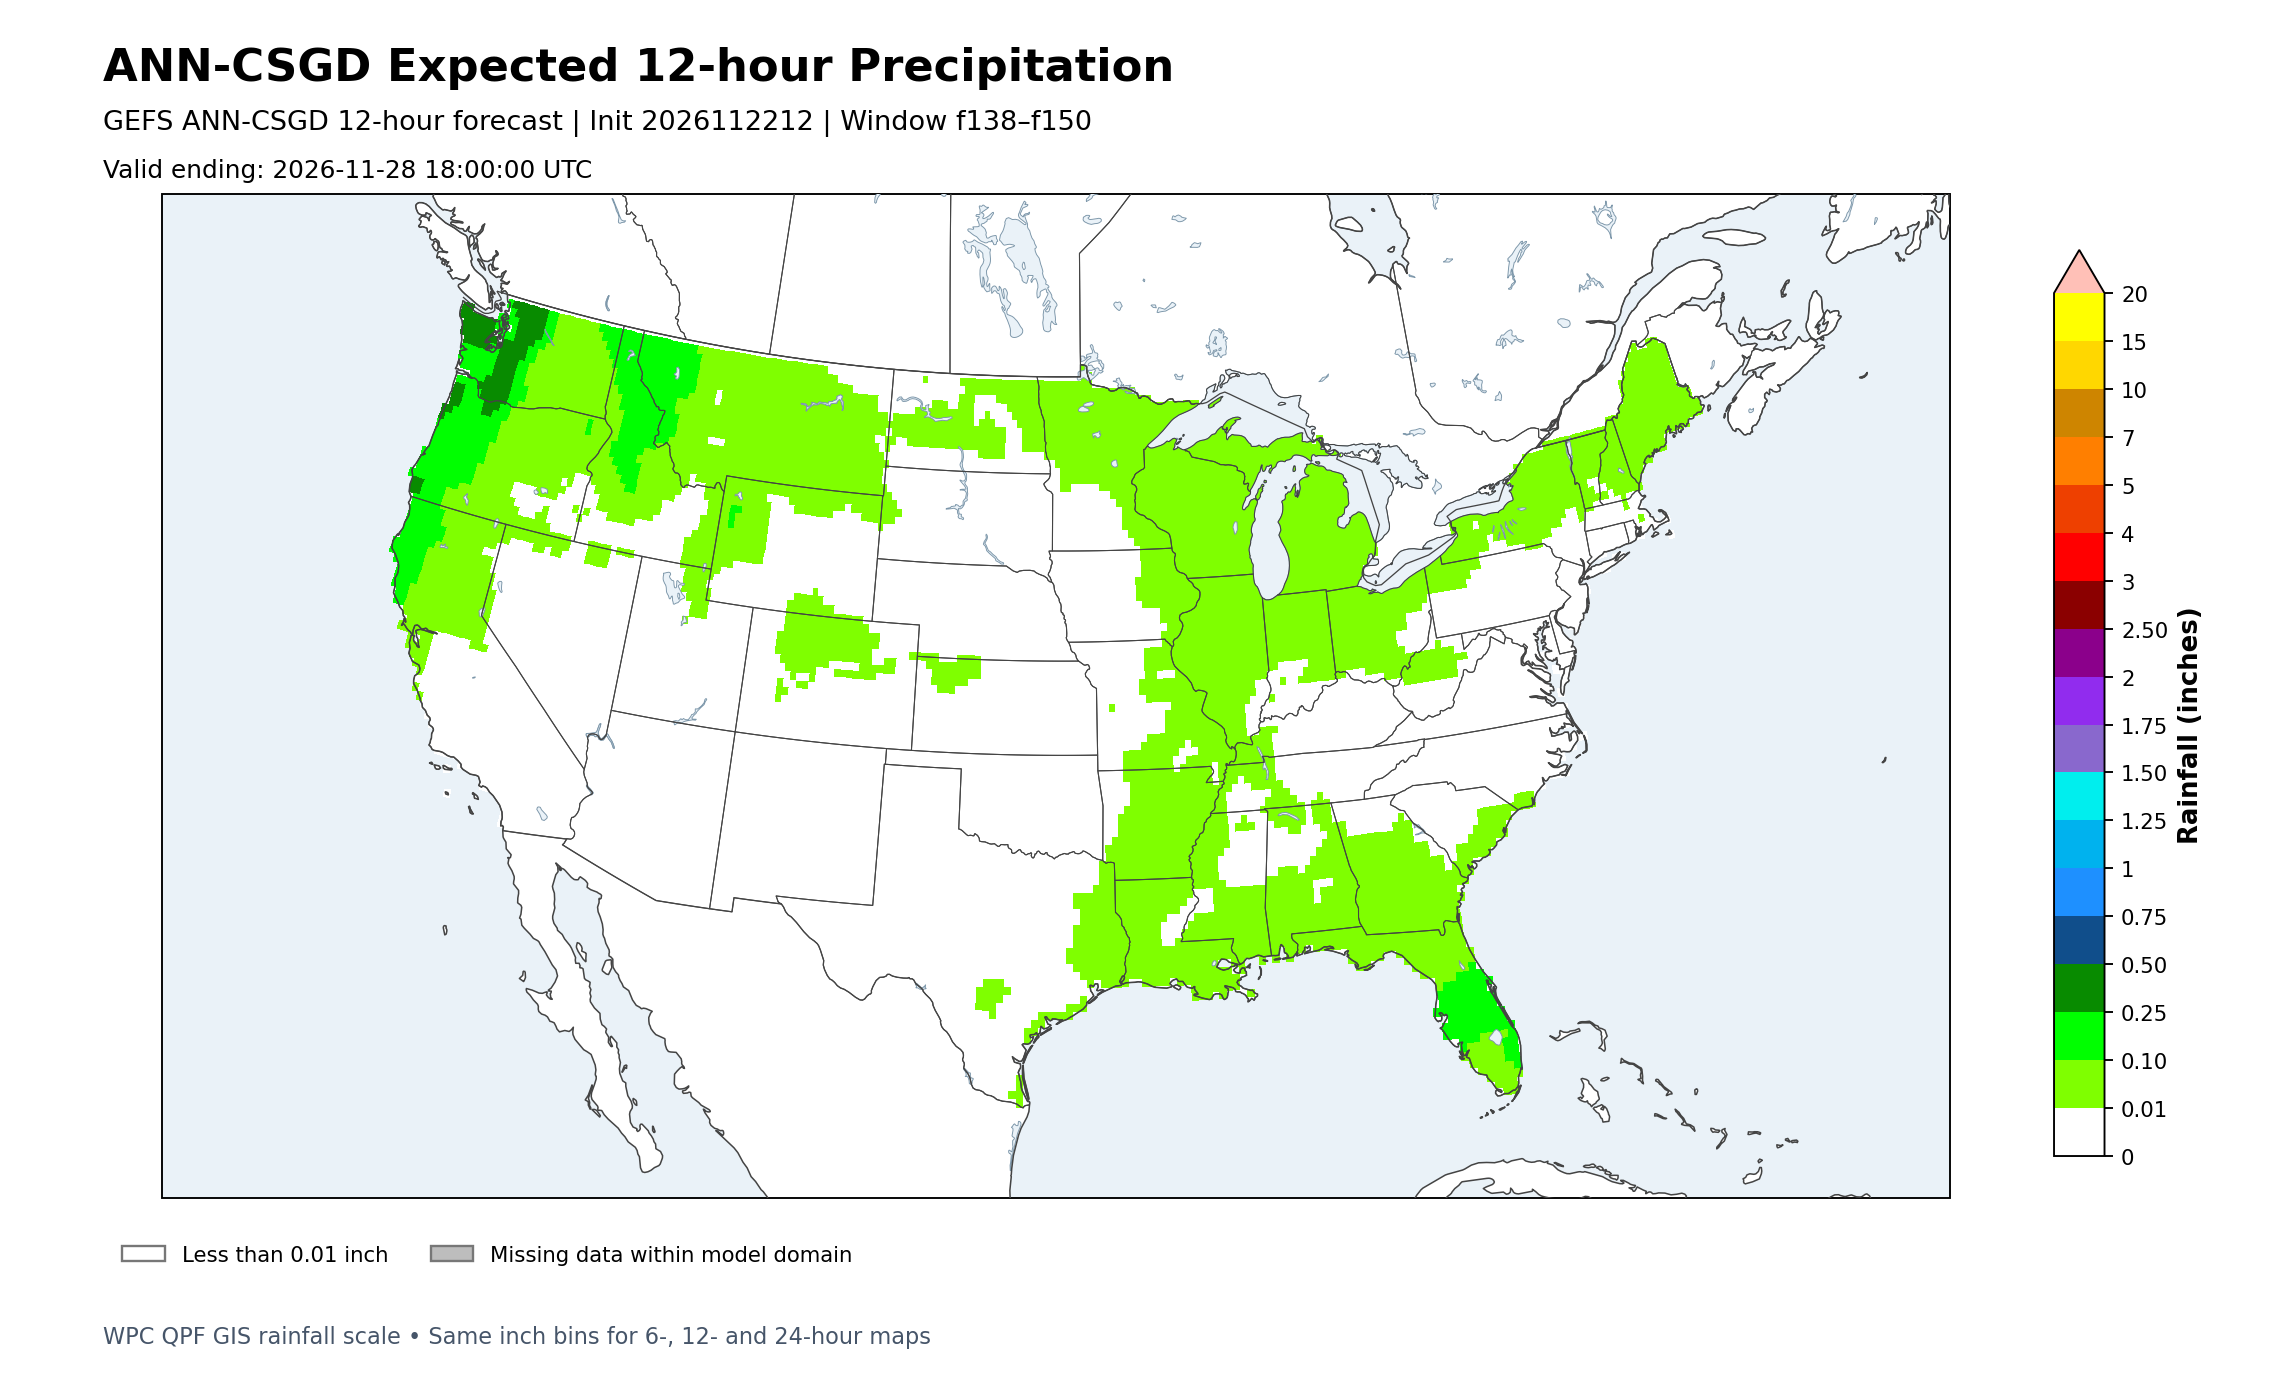 ANN-CSGD Expected 12-hour Precipitation
GEFS ANN-CSGD 12-hour forecast | Init 2026112212 | Window f138–f150
Valid ending: 2026-11-28 18:00:00 UTC
20
15
10
7
5
4
3
2.50
2
1.75
1.50
1.25
1
0.75
0.50
0.25
0.10
0.01
0
Rainfall (inches)
Less than 0.01 inch
Missing data within model domain
WPC QPF GIS rainfall scale • Same inch bins for 6-, 12- and 24-hour maps